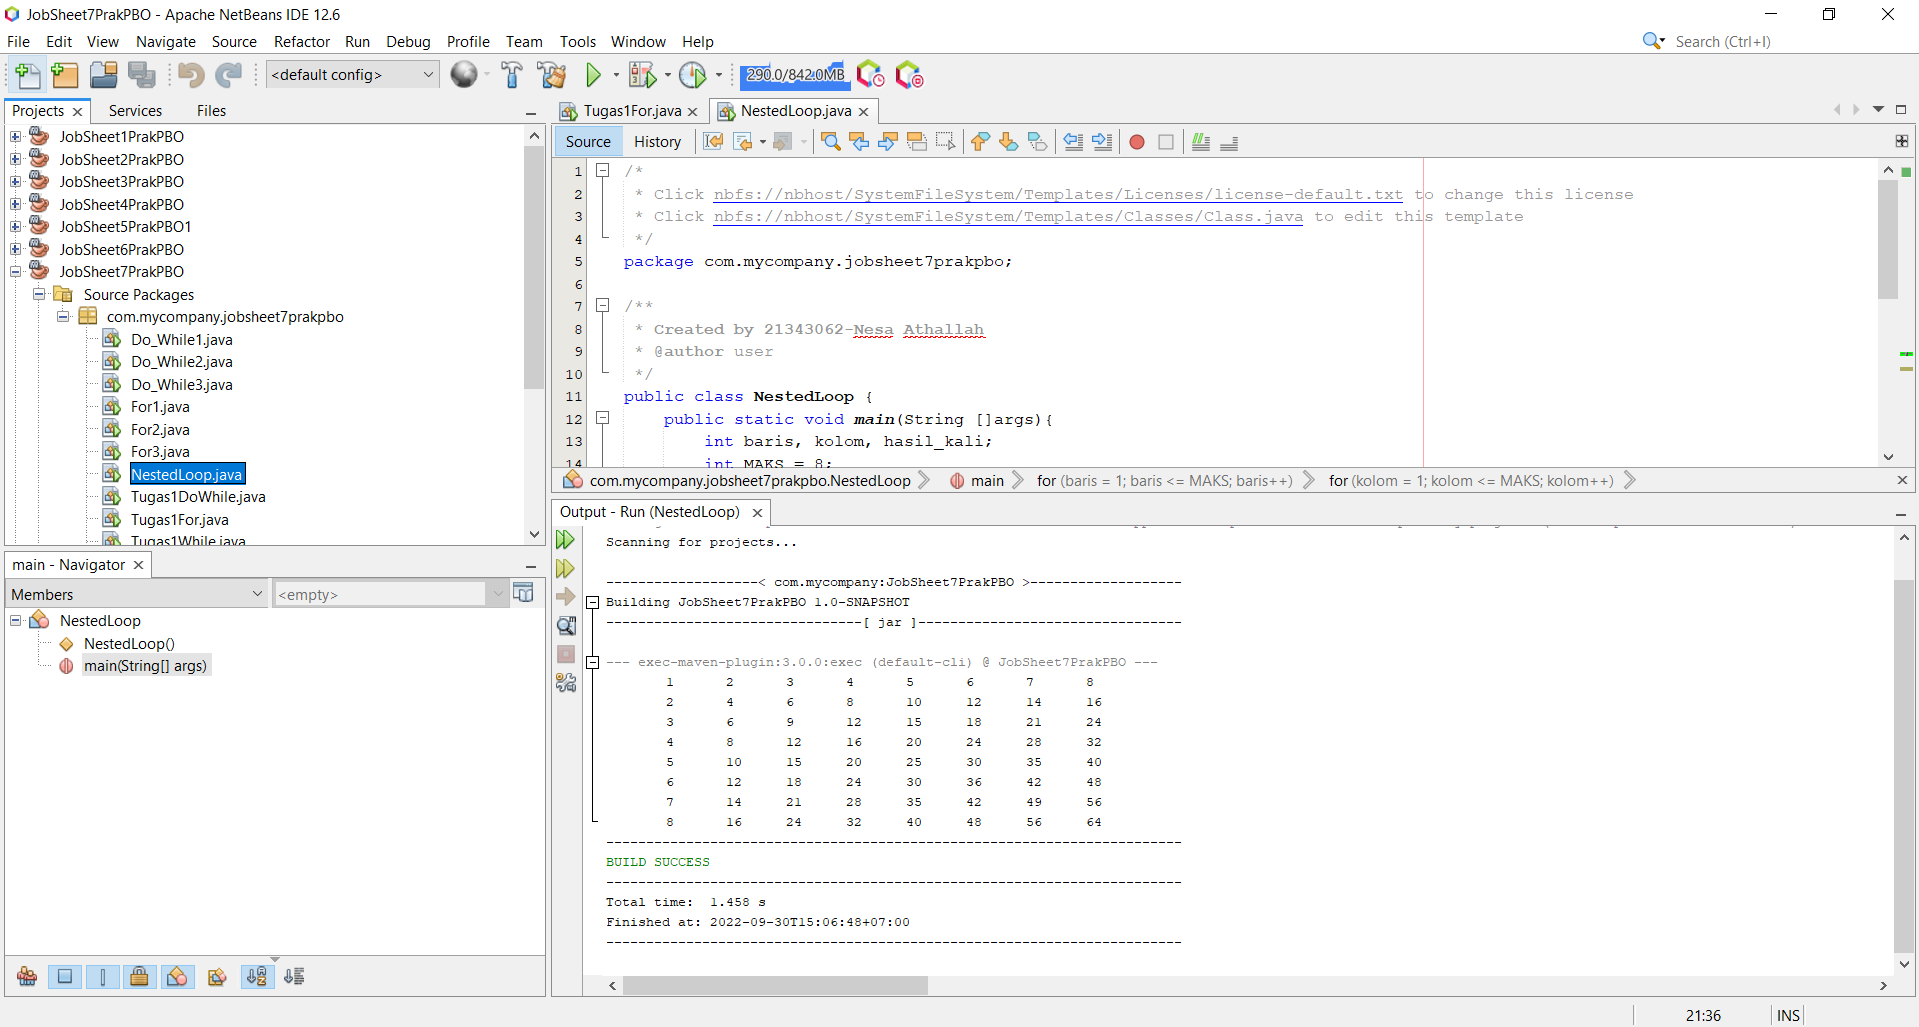 JobSheet7PrakPBO - Apache NetBeans IDE 12.6
File Edit View Navigate Source Refactor Run Debug Profile Team Tools Window Help
Search (Ctrl+I)
<default config>
290.0/842.0MB
Projects Services Files
JobSheet1PrakPBO
JobSheet2PrakPBO
JobSheet3PrakPBO
JobSheet4PrakPBO
JobSheet5PrakPBO1
JobSheet6PrakPBO
JobSheet7PrakPBO
Source Packages
com.mycompany.jobsheet7prakpbo
Do_While1.java
Do_While2.java
Do_While3.java
For1.java
For2.java
For3.java
NestedLoop.java
Tugas1DoWhile.java
Tugas1For.java
Tugas1While.java
main - Navigator
Members
<empty>
NestedLoop
NestedLoop()
main(String[] args)
Tugas1For.java NestedLoop.java
Source History
1 /*
2 * Click nbfs://nbhost/SystemFileSystem/Templates/Licenses/license-default.txt to change this license
3 * Click nbfs://nbhost/SystemFileSystem/Templates/Classes/Class.java to edit this template
4 */
5 package com.mycompany.jobsheet7prakpbo;
6
7 /**
8 * Created by 21343062-Nesa Athallah
9 * @author user
10 */
11 public class NestedLoop {
12 public static void main(String []args){
13 int baris, kolom, hasil_kali;
14 int MAKS = 8;
com.mycompany.jobsheet7prakpbo.NestedLoop main for (baris = 1; baris <= MAKS; baris++) for (kolom = 1; kolom <= MAKS; kolom++)
Output - Run (NestedLoop)
Scanning for projects...
-------------------< com.mycompany:JobSheet7PrakPBO >-------------------
Building JobSheet7PrakPBO 1.0-SNAPSHOT
--------------------------------[ jar ]---------------------------------
--- exec-maven-plugin:3.0.0:exec (default-cli) @ JobSheet7PrakPBO ---
1 2 3 4 5 6 7 8
2 4 6 8 10 12 14 16
3 6 9 12 15 18 21 24
4 8 12 16 20 24 28 32
5 10 15 20 25 30 35 40
6 12 18 24 30 36 42 48
7 14 21 28 35 42 49 56
8 16 24 32 40 48 56 64
------------------------------------------------------------------------
BUILD SUCCESS
------------------------------------------------------------------------
Total time: 1.458 s
Finished at: 2022-09-30T15:06:48+07:00
------------------------------------------------------------------------
21:36 INS